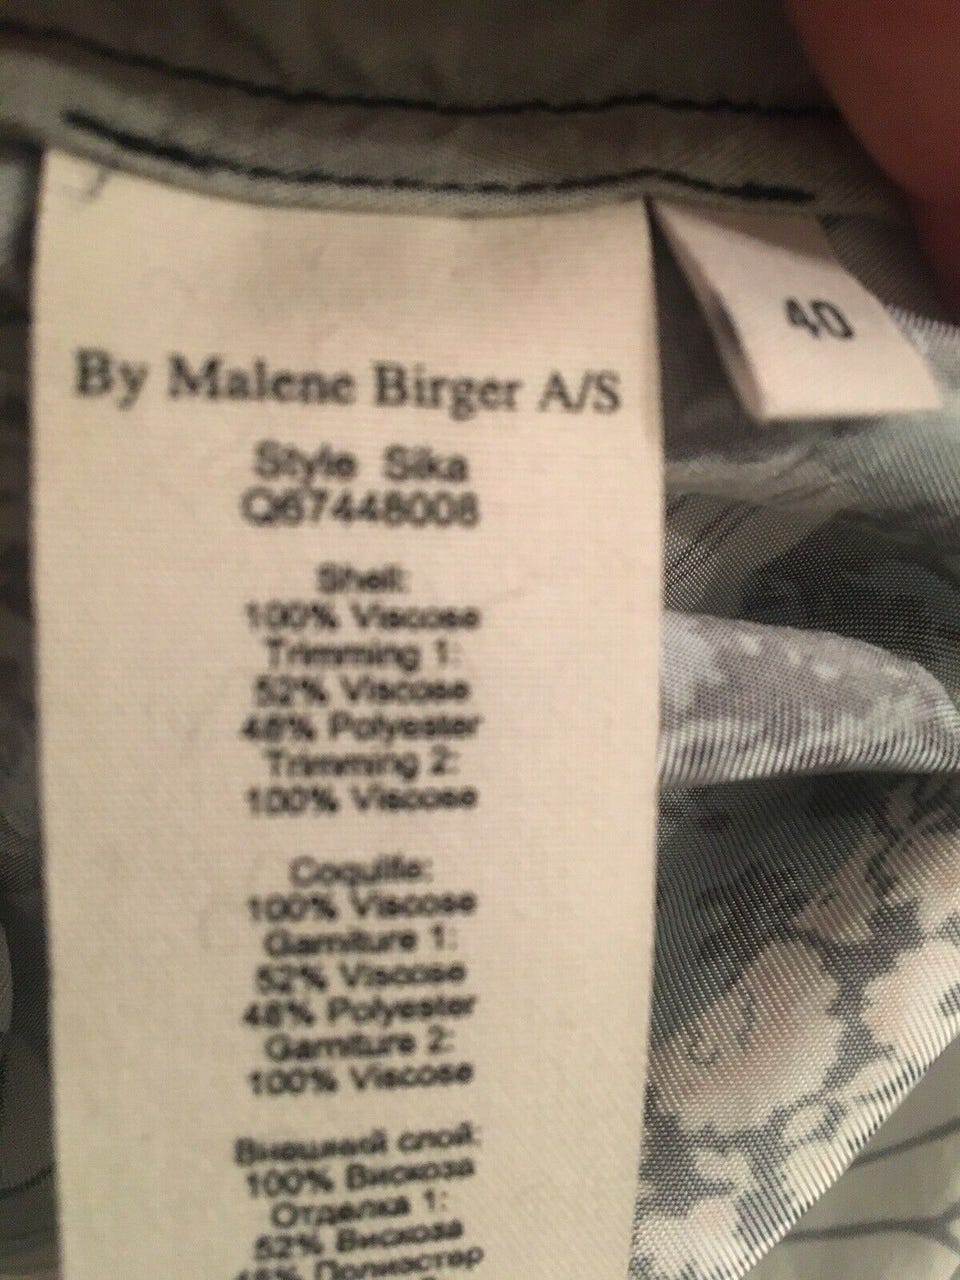 By Malene Birger A/S
40
Style Sika
Q67448008
Shell:
100% Viscose
Trimming 1:
52% Viscose
48% Polyester
Trimming 2:
100% Viscose
Coquille:
100% Viscose
Garniture 1:
52% Viscose
48% Polyester
Garniture 2:
100% Viscose
Внешний слой:
100% Вискоза
Отделка 1:
52% Вискоза
48% Полиэстер